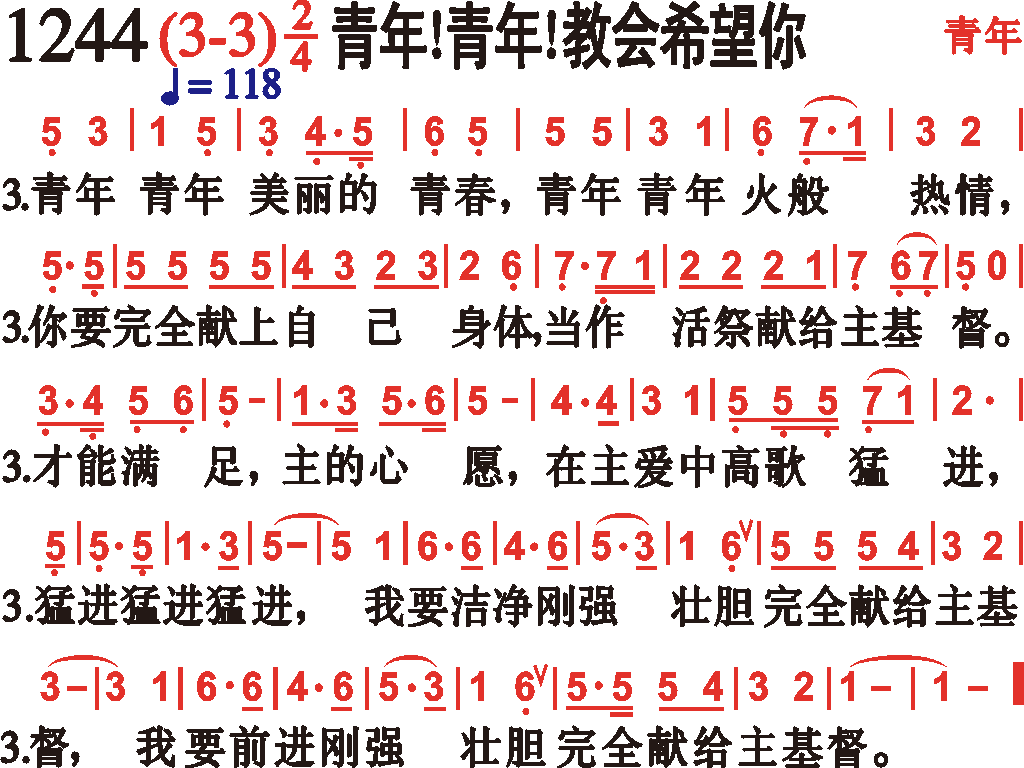 1244 (3-3) 2/4 青年!青年!教会希望你 青年
♩= 118
5 3 | 1 5 | 3 4·5 | 6 5 | 5 5 | 3 1 | 6 7·1 | 3 2 |
3.青年 青年 美丽的 青春，青年 青年 火般 热情，
5·5 | 5 5 5 5 | 4 3 2 3 | 2 6 | 7·7 1 | 2 2 2 1 | 7 6 7 | 5 0 |
3.你要完全献上自 己 身体,当作 活祭献给主基 督。
3·4 5 6 | 5 - | 1·3 5·6 | 5 - | 4·4 | 3 1 | 5 5 5 7 1 | 2· |
3.才能满 足，主的心 愿，在主爱中高歌 猛 进，
5 | 5·5 | 1·3 | 5 - | 5 1 | 6·6 | 4·6 | 5·3 | 1 6 V | 5 5 5 4 | 3 2 |
3.猛进猛进猛进， 我要洁净刚强 壮胆 完全献给主基
3 - | 3 1 | 6·6 | 4·6 | 5·3 | 1 6 V | 5·5 5 4 | 3 2 | 1 - | 1 -
3.督， 我要前进刚强 壮胆 完全献给主基督。